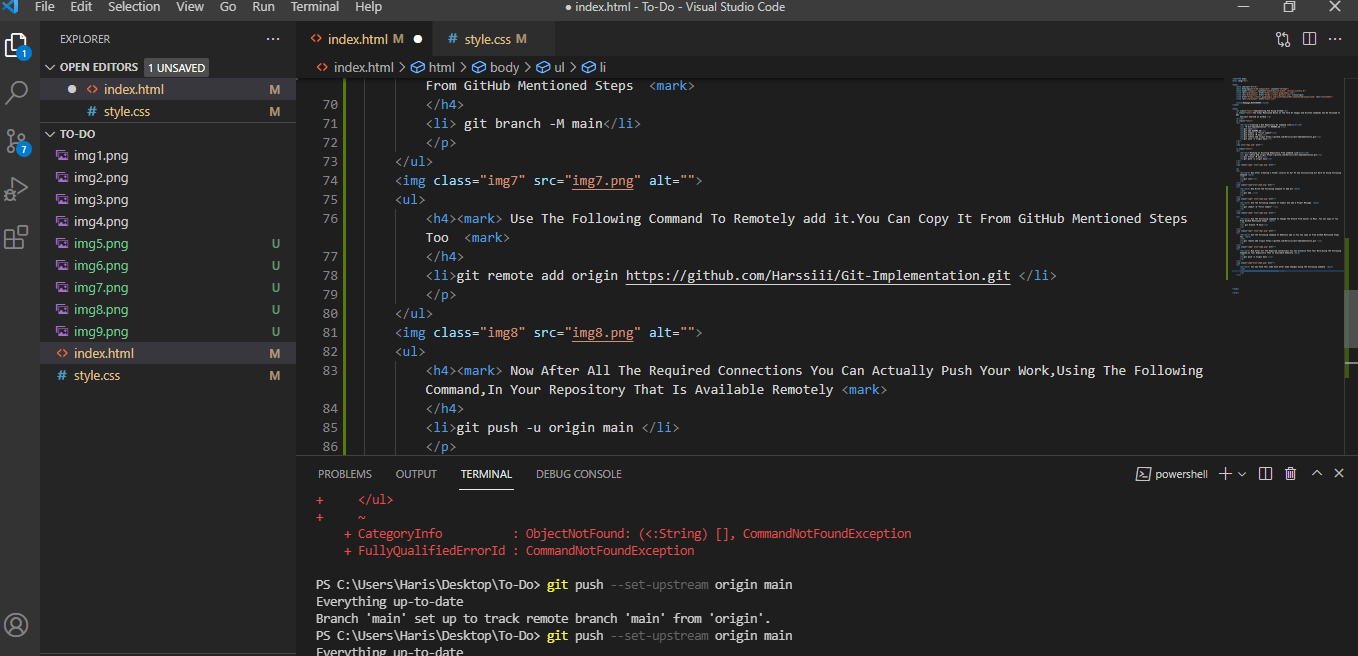 File Edit Selection View Go Run Terminal Help ● index.html - To-Do - Visual Studio Code
EXPLORER ···
OPEN EDITORS 1 UNSAVED
● <> index.html M
# style.css M
TO-DO
img1.png
img2.png
img3.png
img4.png
img5.png U
img6.png U
img7.png U
img8.png U
img9.png U
<> index.html M
# style.css M
1
7
<> index.html M ● # style.css M
<> index.html > html > body > ul > li
From GitHub Mentioned Steps  <mark>
70 </h4>
71 <li> git branch -M main</li>
72 </p>
73 </ul>
74 <img class="img7" src="img7.png" alt="">
75 <ul>
76 <h4><mark> Use The Following Command To Remotely add it.You Can Copy It From GitHub Mentioned Steps
Too  <mark>
77 </h4>
78 <li>git remote add origin https://github.com/Harssiii/Git-Implementation.git </li>
79 </p>
80 </ul>
81 <img class="img8" src="img8.png" alt="">
82 <ul>
83 <h4><mark> Now After All The Required Connections You Can Actually Push Your Work,Using The Following
Command,In Your Repository That Is Available Remotely <mark>
84 </h4>
85 <li>git push -u origin main </li>
86 </p>
PROBLEMS OUTPUT TERMINAL DEBUG CONSOLE powershell
+ </ul>
+ ~
+ CategoryInfo : ObjectNotFound: (<:String) [], CommandNotFoundException
+ FullyQualifiedErrorId : CommandNotFoundException
PS C:\Users\Haris\Desktop\To-Do> git push --set-upstream origin main
Everything up-to-date
Branch 'main' set up to track remote branch 'main' from 'origin'.
PS C:\Users\Haris\Desktop\To-Do> git push --set-upstream origin main
Everything up-to-date